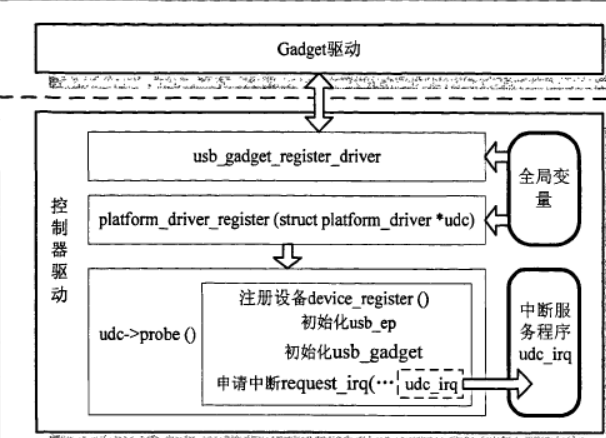 Gadget驱动
usb_gadget_register_driver
全局变
量
控制器驱动
platform_driver_register (struct platform_driver *udc)
udc->probe ()
注册设备device_register ()
初始化usb_ep
初始化usb_gadget
申请中断request_irq(… udc_irq
中断服
务程序
udc_irq